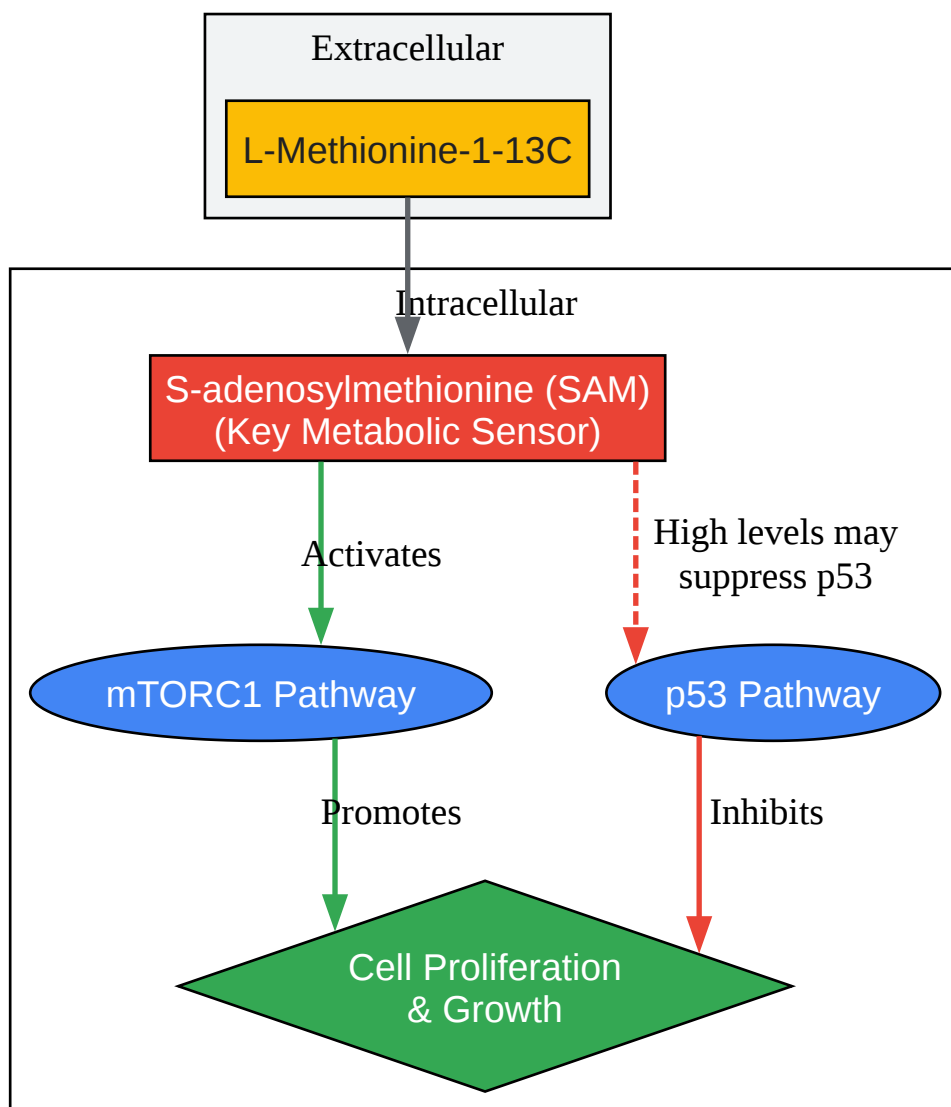 Extracellular
L-Methionine-1-13C
Intracellular
S-adenosylmethionine (SAM)
(Key Metabolic Sensor)
Activates
High levels may
suppress p53
mTORC1 Pathway
p53 Pathway
Promotes
Inhibits
Cell Proliferation
& Growth